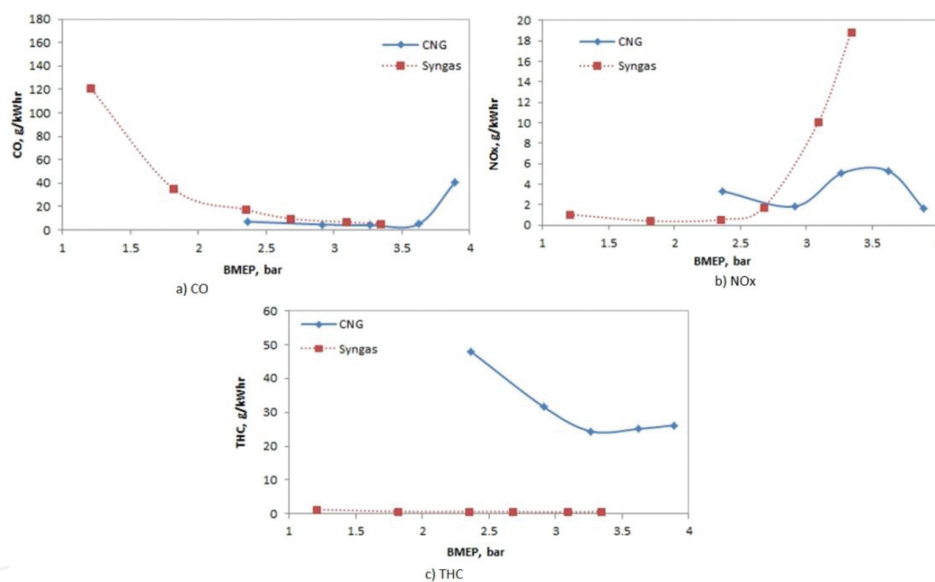 180
160
140
120
100
80
60
40
20
0
CO, g/kWhr
CNG
Syngas
1 1.5 2 2.5 3 3.5 4
BMEP, bar
a) CO
20
18
16
14
12
10
8
6
4
2
0
NOx, g/kWhr
CNG
Syngas
1 1.5 2 2.5 3 3.5
BMEP, bar
b) NOx
60
50
40
30
20
10
0
THC, g/kWhr
CNG
Syngas
1 1.5 2 2.5 3 3.5 4
BMEP, bar
c) THC